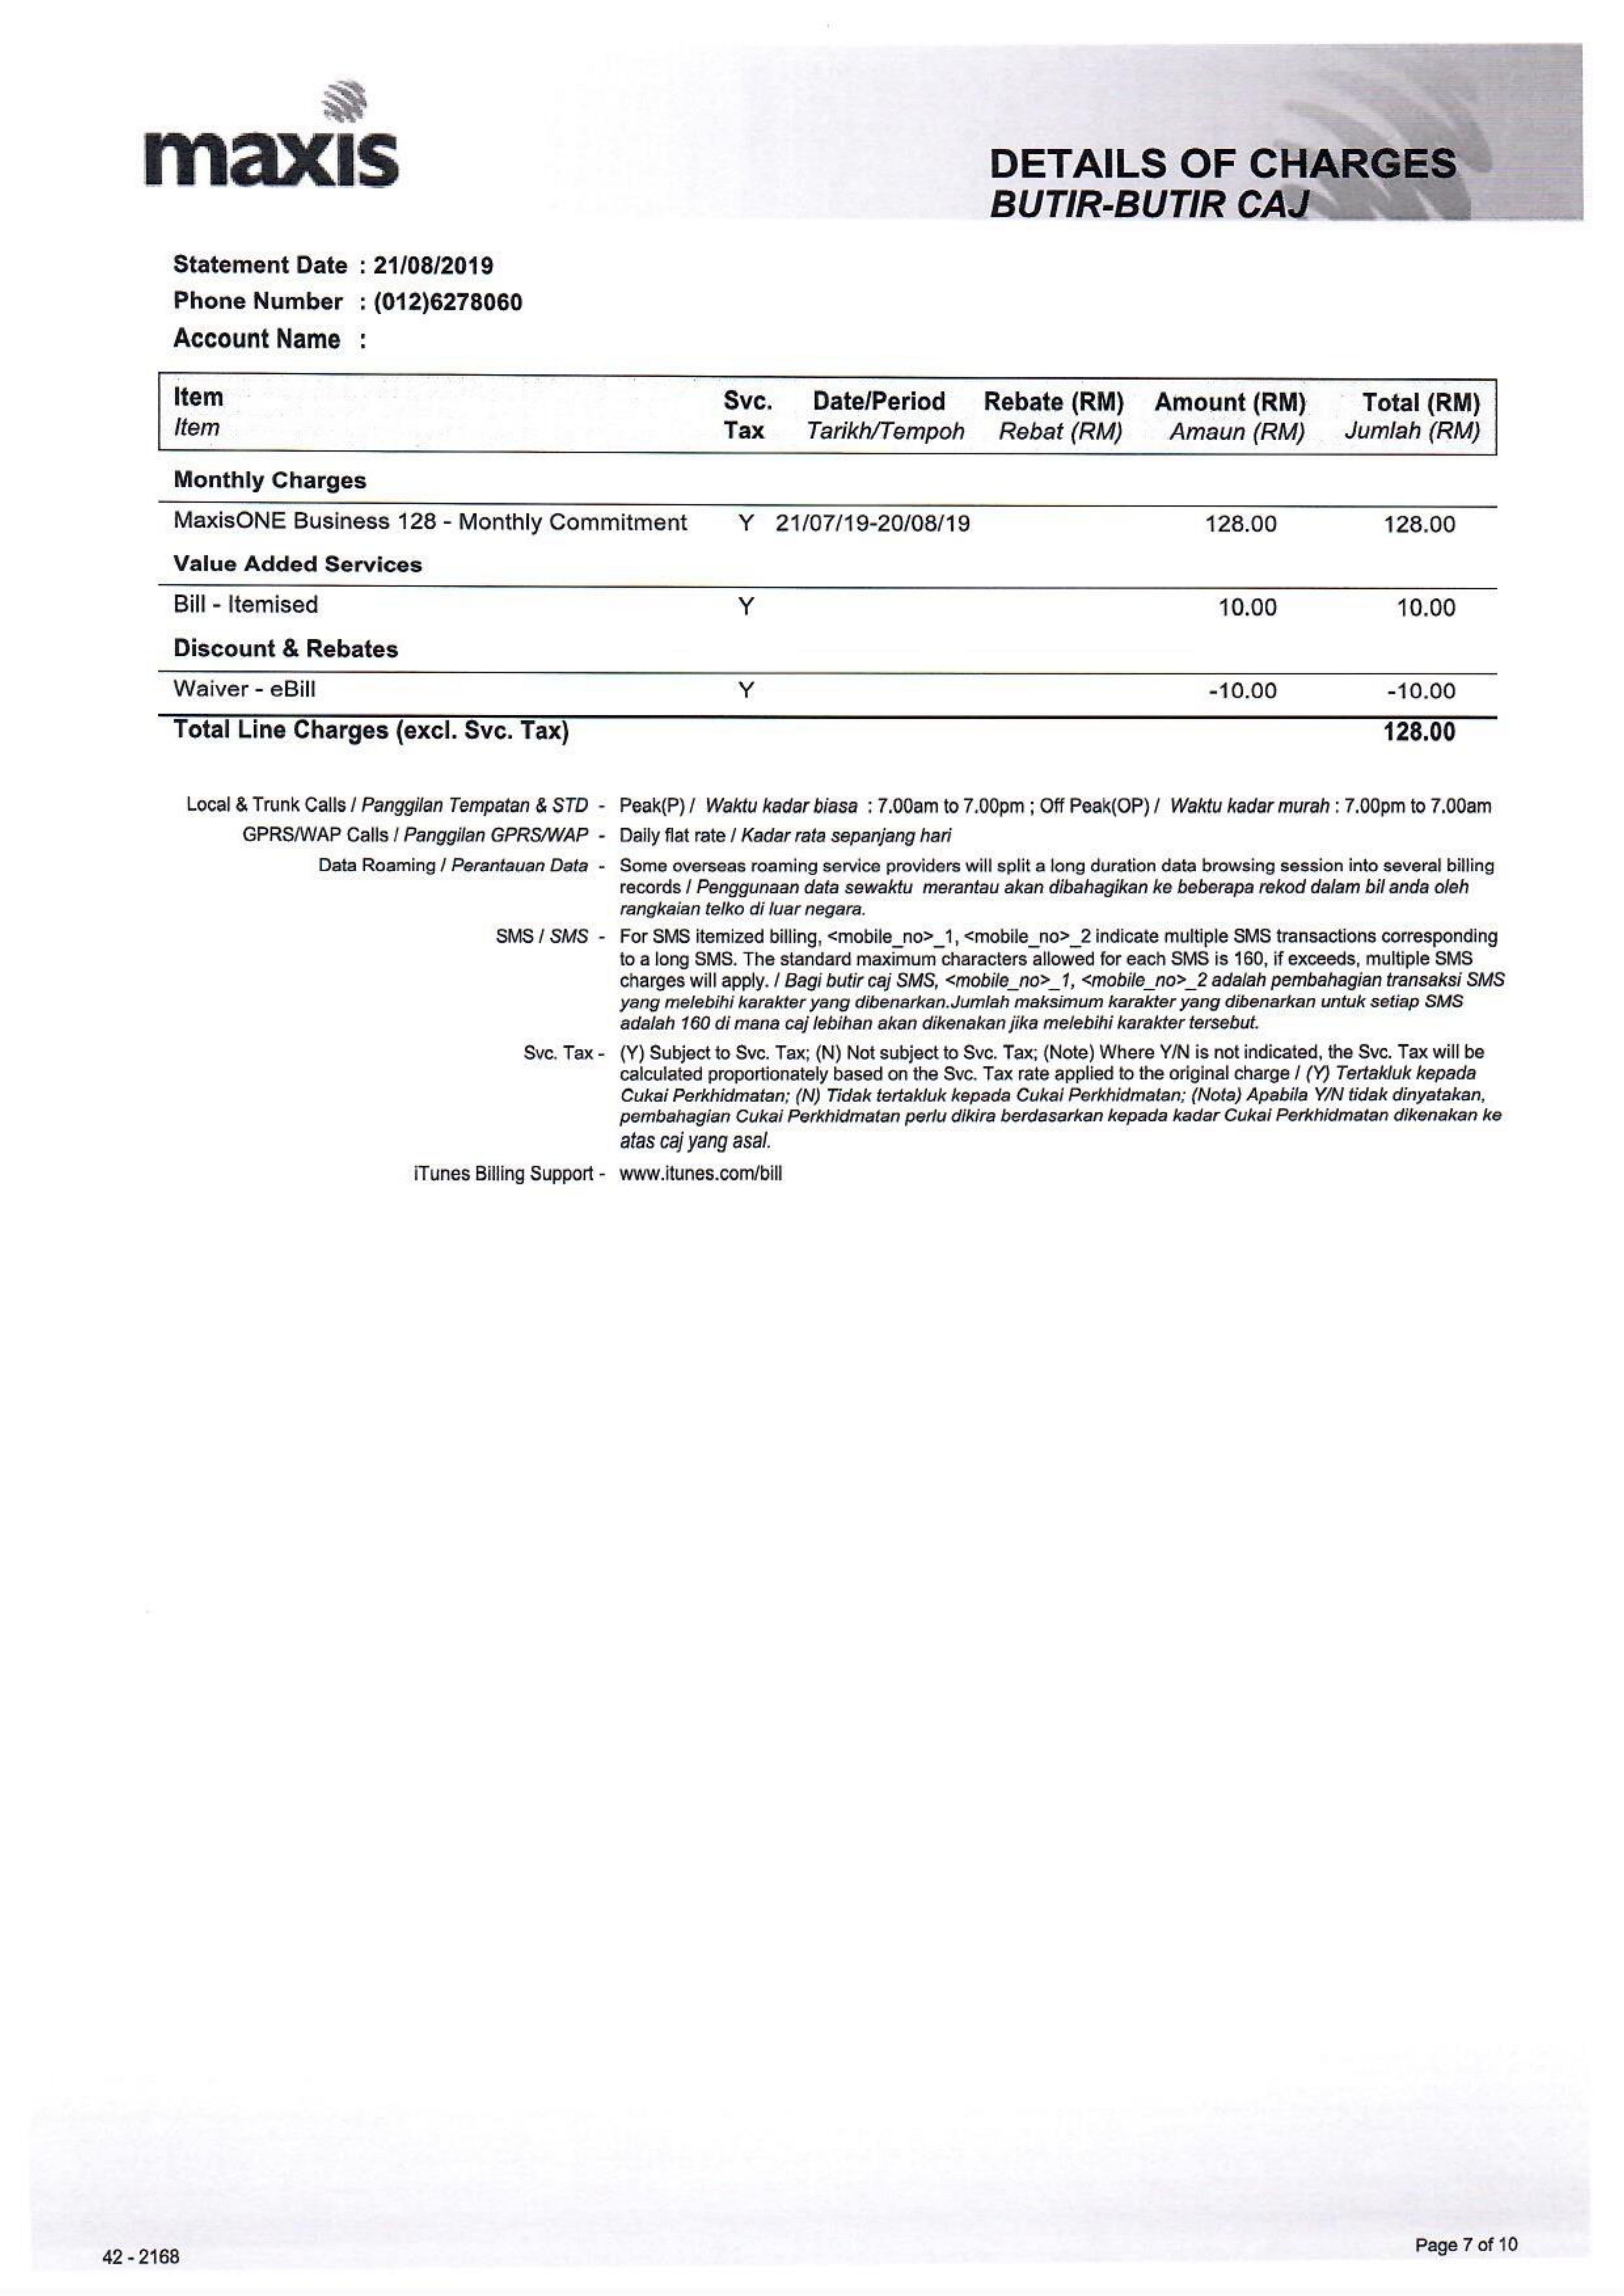 maxis
DETAILS OF CHARGES
BUTIR-BUTIR CAJ
Statement Date : 21/08/2019
Phone Number : (012)6278060
Account Name :
Item Svc. Date/Period Rebate (RM) Amount (RM) Total (RM)
Item Tax Tarikh/Tempoh Rebat (RM) Amaun (RM) Jumlah (RM)
Monthly Charges
MaxisONE Business 128 - Monthly Commitment Y 21/07/19-20/08/19 128.00 128.00
Value Added Services
Bill - Itemised Y 10.00 10.00
Discount & Rebates
Waiver - eBill Y -10.00 -10.00
Total Line Charges (excl. Svc. Tax) 128.00
Local & Trunk Calls / Panggilan Tempatan & STD - Peak(P) / Waktu kadar biasa : 7.00am to 7.00pm ; Off Peak(OP) / Waktu kadar murah : 7.00pm to 7.00am
GPRS/WAP Calls / Panggilan GPRS/WAP - Daily flat rate / Kadar rata sepanjang hari
Data Roaming / Perantauan Data - Some overseas roaming service providers will split a long duration data browsing session into several billing
records / Penggunaan data sewaktu merantau akan dibahagikan ke beberapa rekod dalam bil anda oleh
rangkaian telko di luar negara.
SMS / SMS - For SMS itemized billing, <mobile_no>_1, <mobile_no>_2 indicate multiple SMS transactions corresponding
to a long SMS. The standard maximum characters allowed for each SMS is 160, if exceeds, multiple SMS
charges will apply. / Bagi butir caj SMS, <mobile_no>_1, <mobile_no>_2 adalah pembahagian transaksi SMS
yang melebihi karakter yang dibenarkan.Jumlah maksimum karakter yang dibenarkan untuk setiap SMS
adalah 160 di mana caj lebihan akan dikenakan jika melebihi karakter tersebut.
Svc. Tax - (Y) Subject to Svc. Tax; (N) Not subject to Svc. Tax; (Note) Where Y/N is not indicated, the Svc. Tax will be
calculated proportionately based on the Svc. Tax rate applied to the original charge / (Y) Tertakluk kepada
Cukai Perkhidmatan; (N) Tidak tertakluk kepada Cukai Perkhidmatan; (Nota) Apabila Y/N tidak dinyatakan,
pembahagian Cukai Perkhidmatan perlu dikira berdasarkan kepada kadar Cukai Perkhidmatan dikenakan ke
atas caj yang asal.
iTunes Billing Support - www.itunes.com/bill
42 - 2168
Page 7 of 10